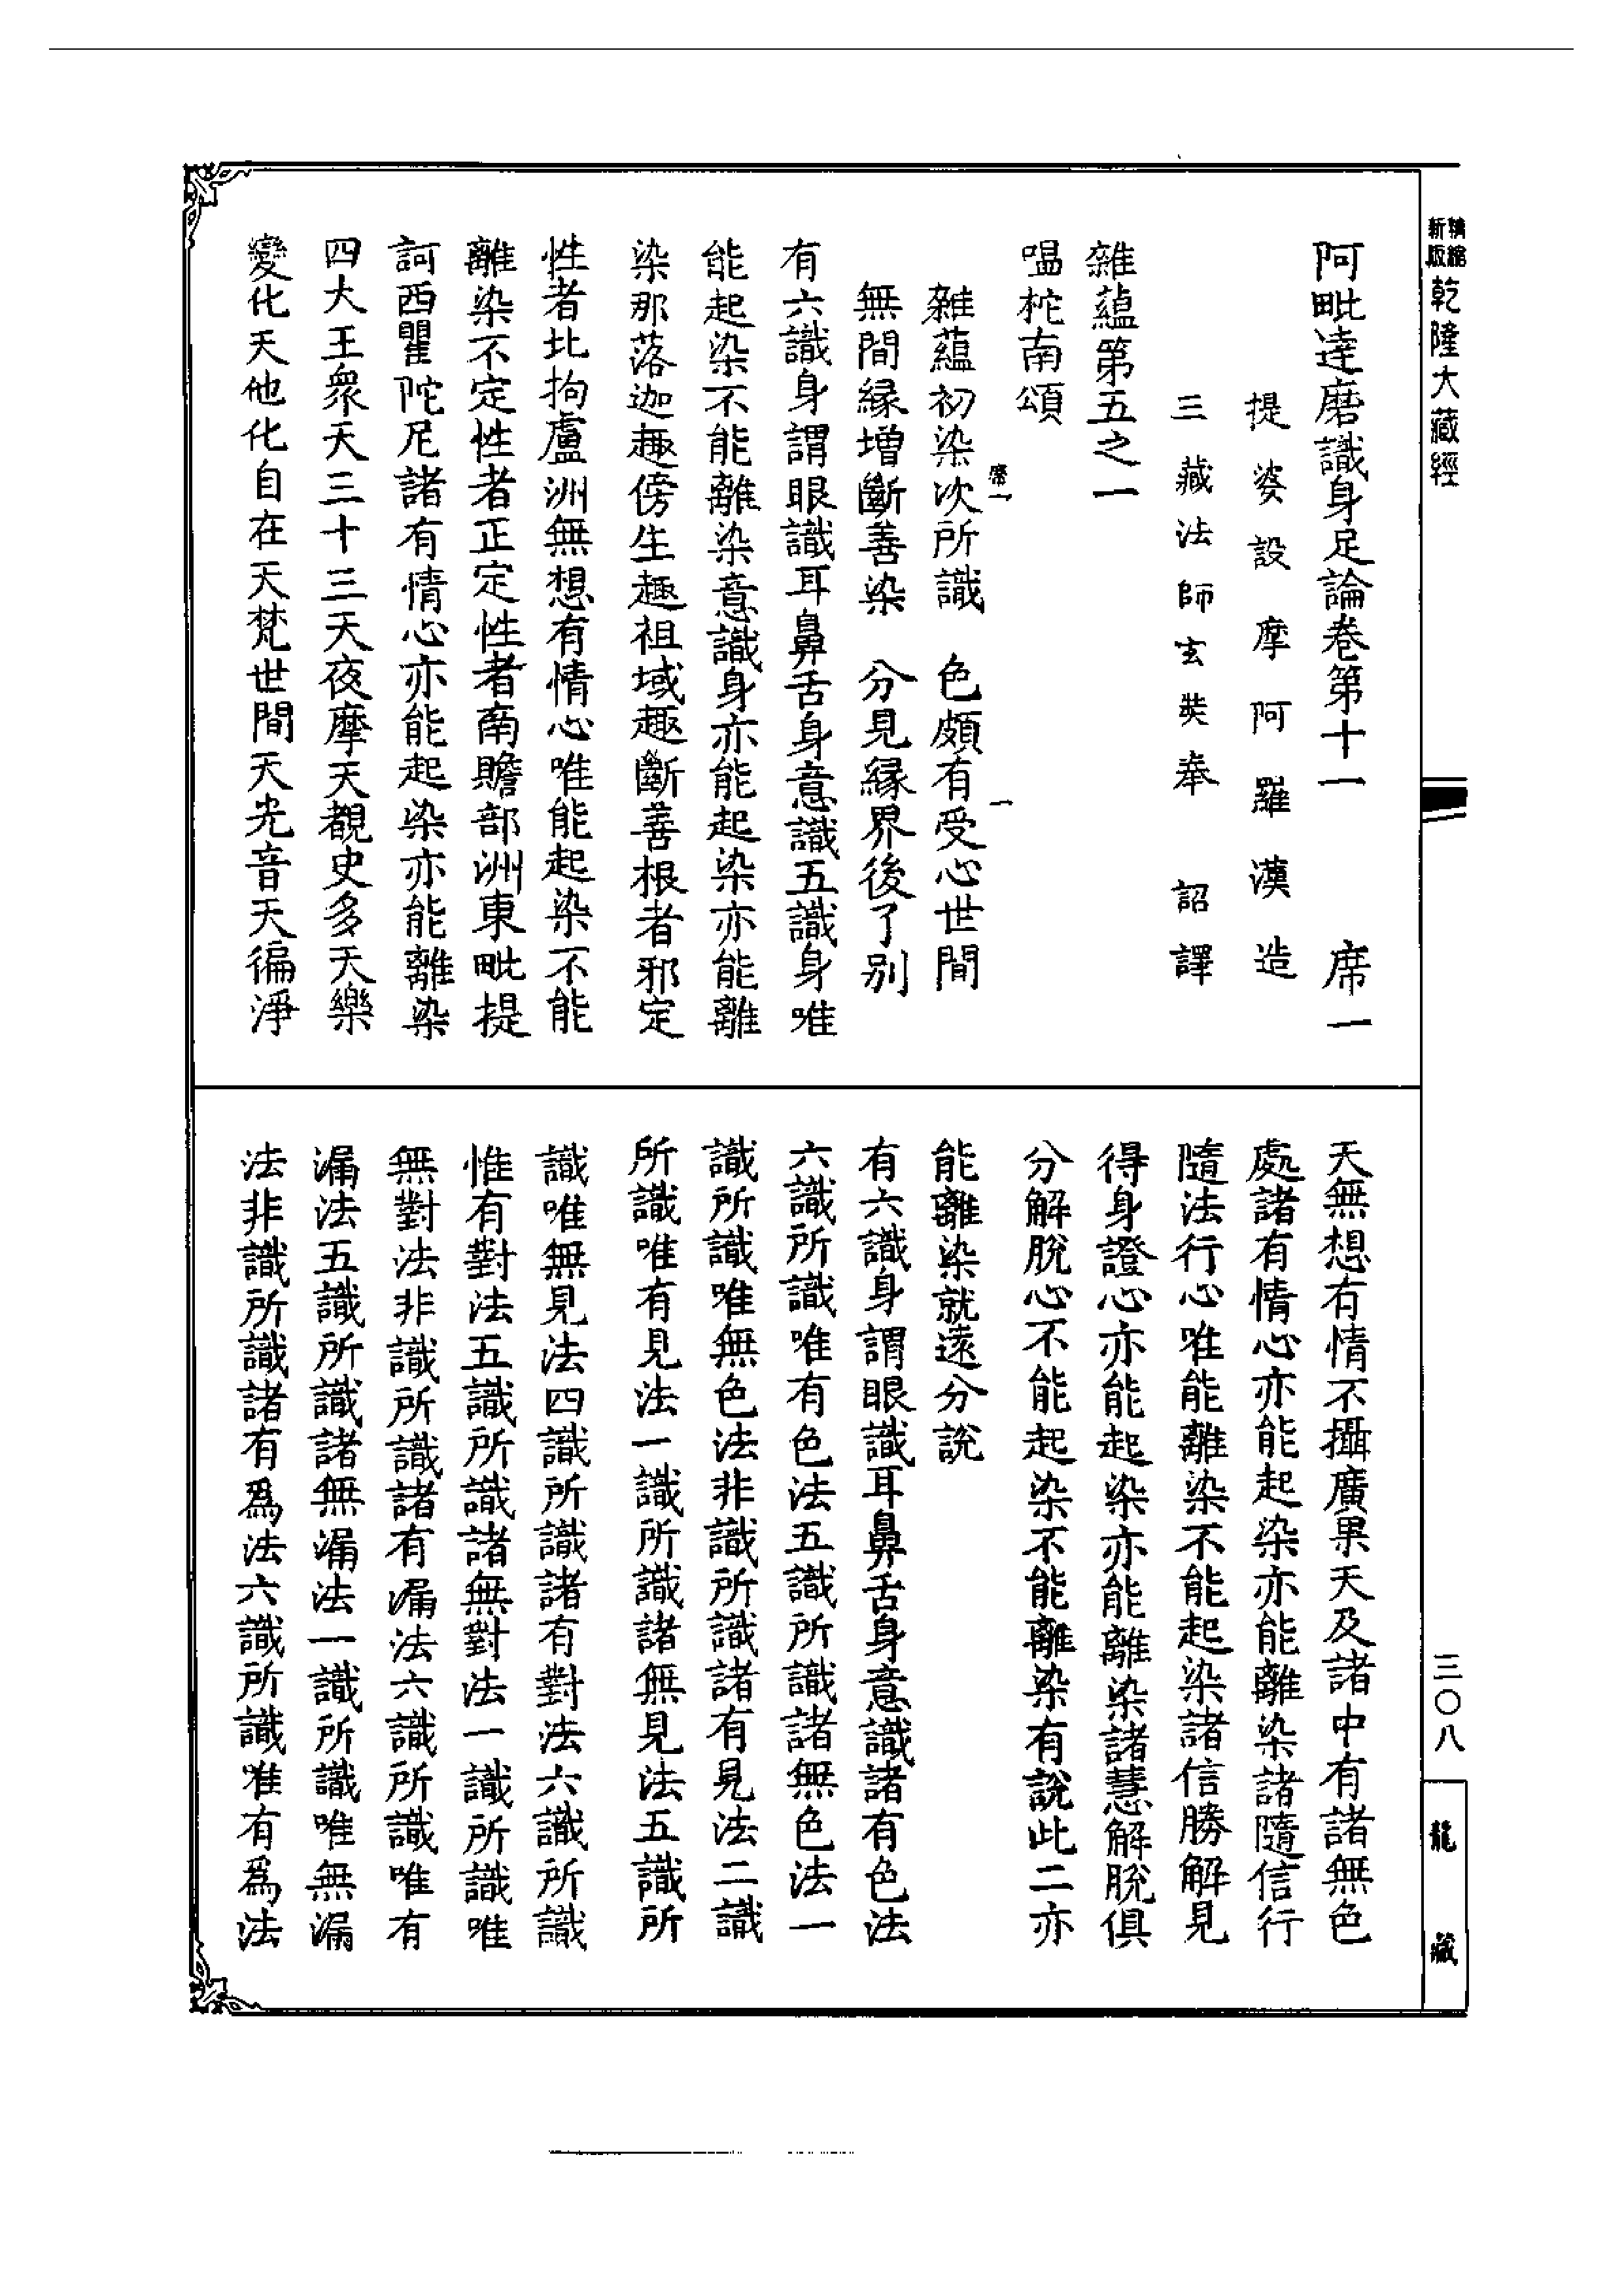 新版精縮乾隆大藏經
三〇八
龍藏
阿毗達磨識身足論卷第十一 席一
提婆設摩阿羅漢造
三藏法師玄奘奉 詔譯
雜蘊第五之一
嗢柁南頌
席一 一
雜蘊初染次所識 色頗有受心世間
無間緣增斷善染 分見緣界後了別
有六識身謂眼識耳鼻舌身意識五識身唯
能起染不能離染意識身亦能起染亦能離
染那落迦趣傍生趣祖域趣斷善根者邪定
性者北拘盧洲無想有情心唯能起染不能
離染不定性者正定性者南贍部洲東毗提
訶西瞿陀尼諸有情心亦能起染亦能離染
四大王眾天三十三天夜摩天覩史多天樂
變化天他化自在天梵世間天光音天徧淨
天無想有情不攝廣果天及諸中有諸無色
處諸有情心亦能起染亦能離染諸隨信行
隨法行心唯能離染不能起染諸信勝解見
得身證心亦能起染亦能離染諸慧解脫俱
分解脫心不能起染不能離染有說此二亦
能離染就遠分說
有六識身謂眼識耳鼻舌身意識諸有色法
六識所識唯有色法五識所識諸無色法一
識所識唯無色法非識所識諸有見法二識
所識唯有見法一識所識諸無見法五識所
識唯無見法四識所識諸有對法六識所識
惟有對法五識所識諸無對法一識所識唯
無對法非識所識諸有漏法六識所識唯有
漏法五識所識諸無漏法一識所識唯無漏
法非識所識諸有為法六識所識唯有為法